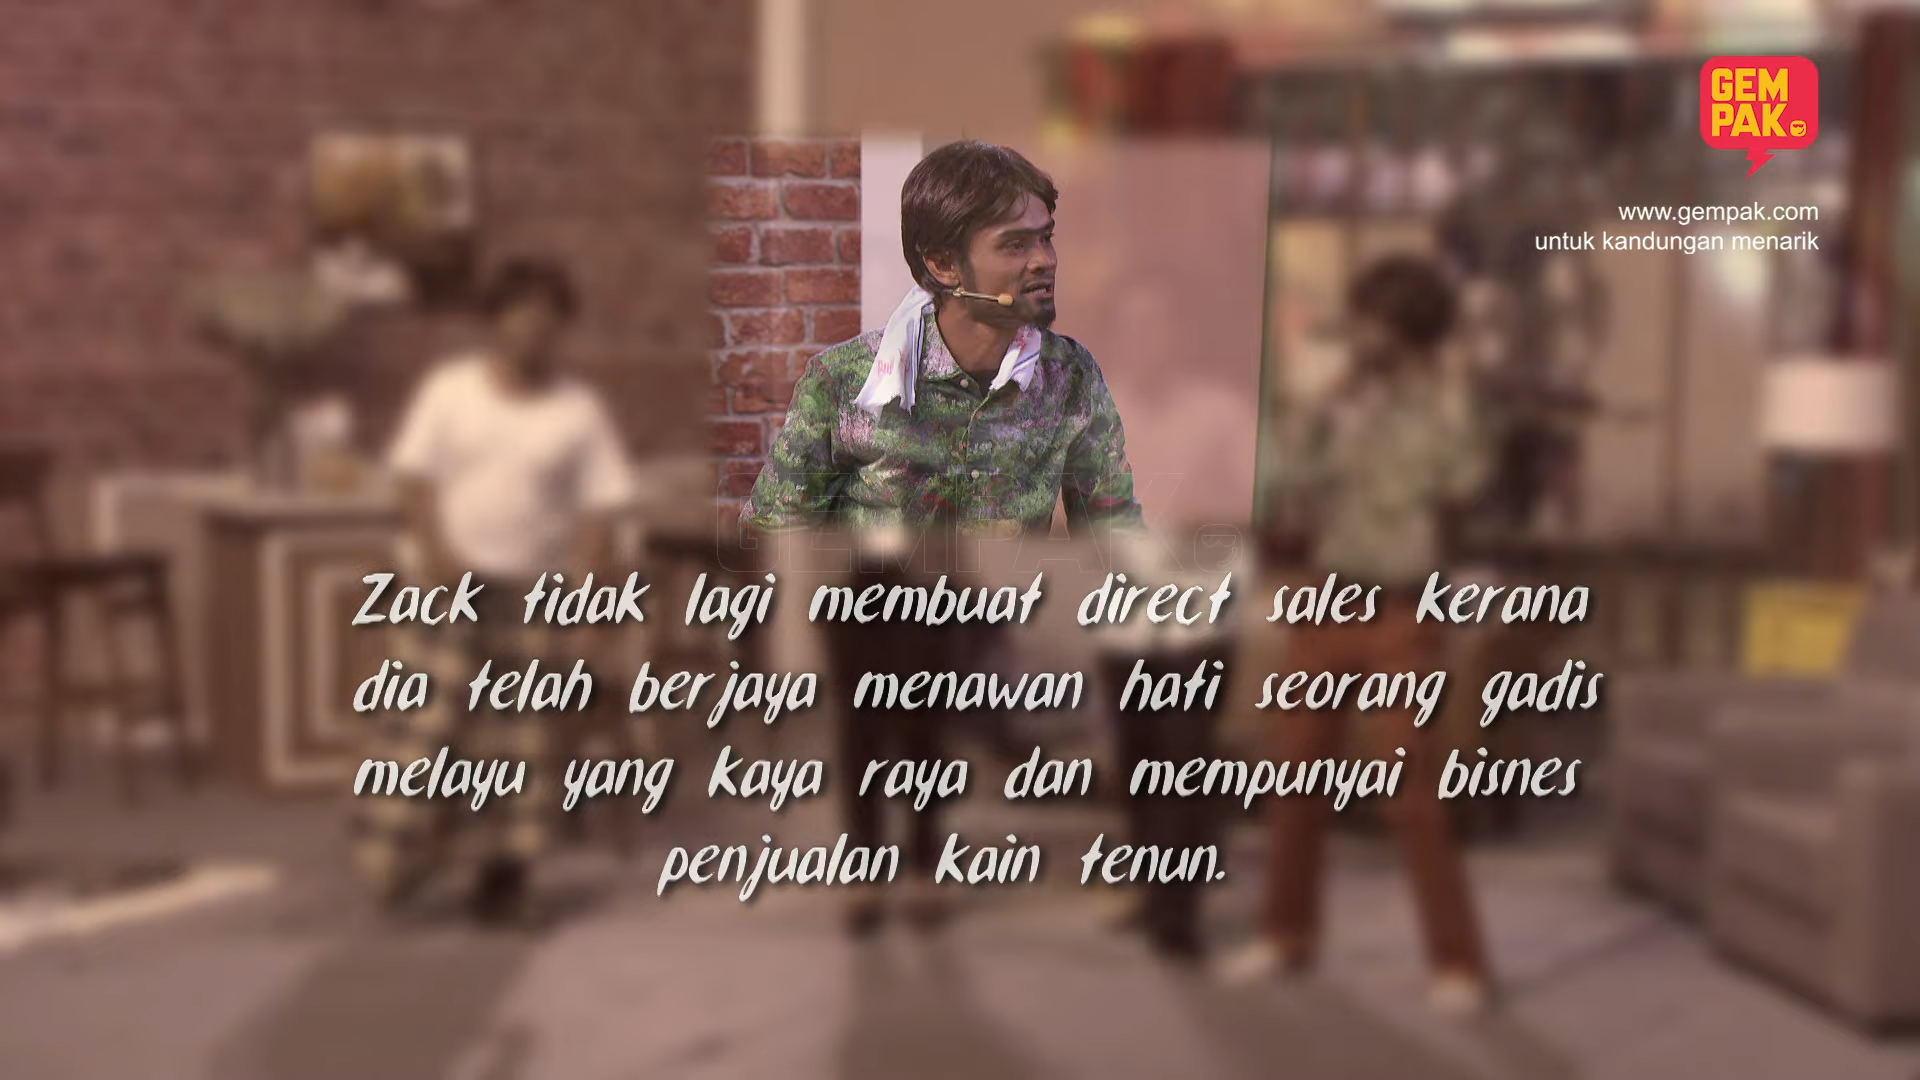 GEM
PAK
www.gempak.com
untuk kandungan menarik
GEMPAK
Zack tidak lagi membuat direct sales kerana
dia telah berjaya menawan hati seorang gadis
melayu yang kaya raya dan mempunyai bisnes
penjualan kain tenun.